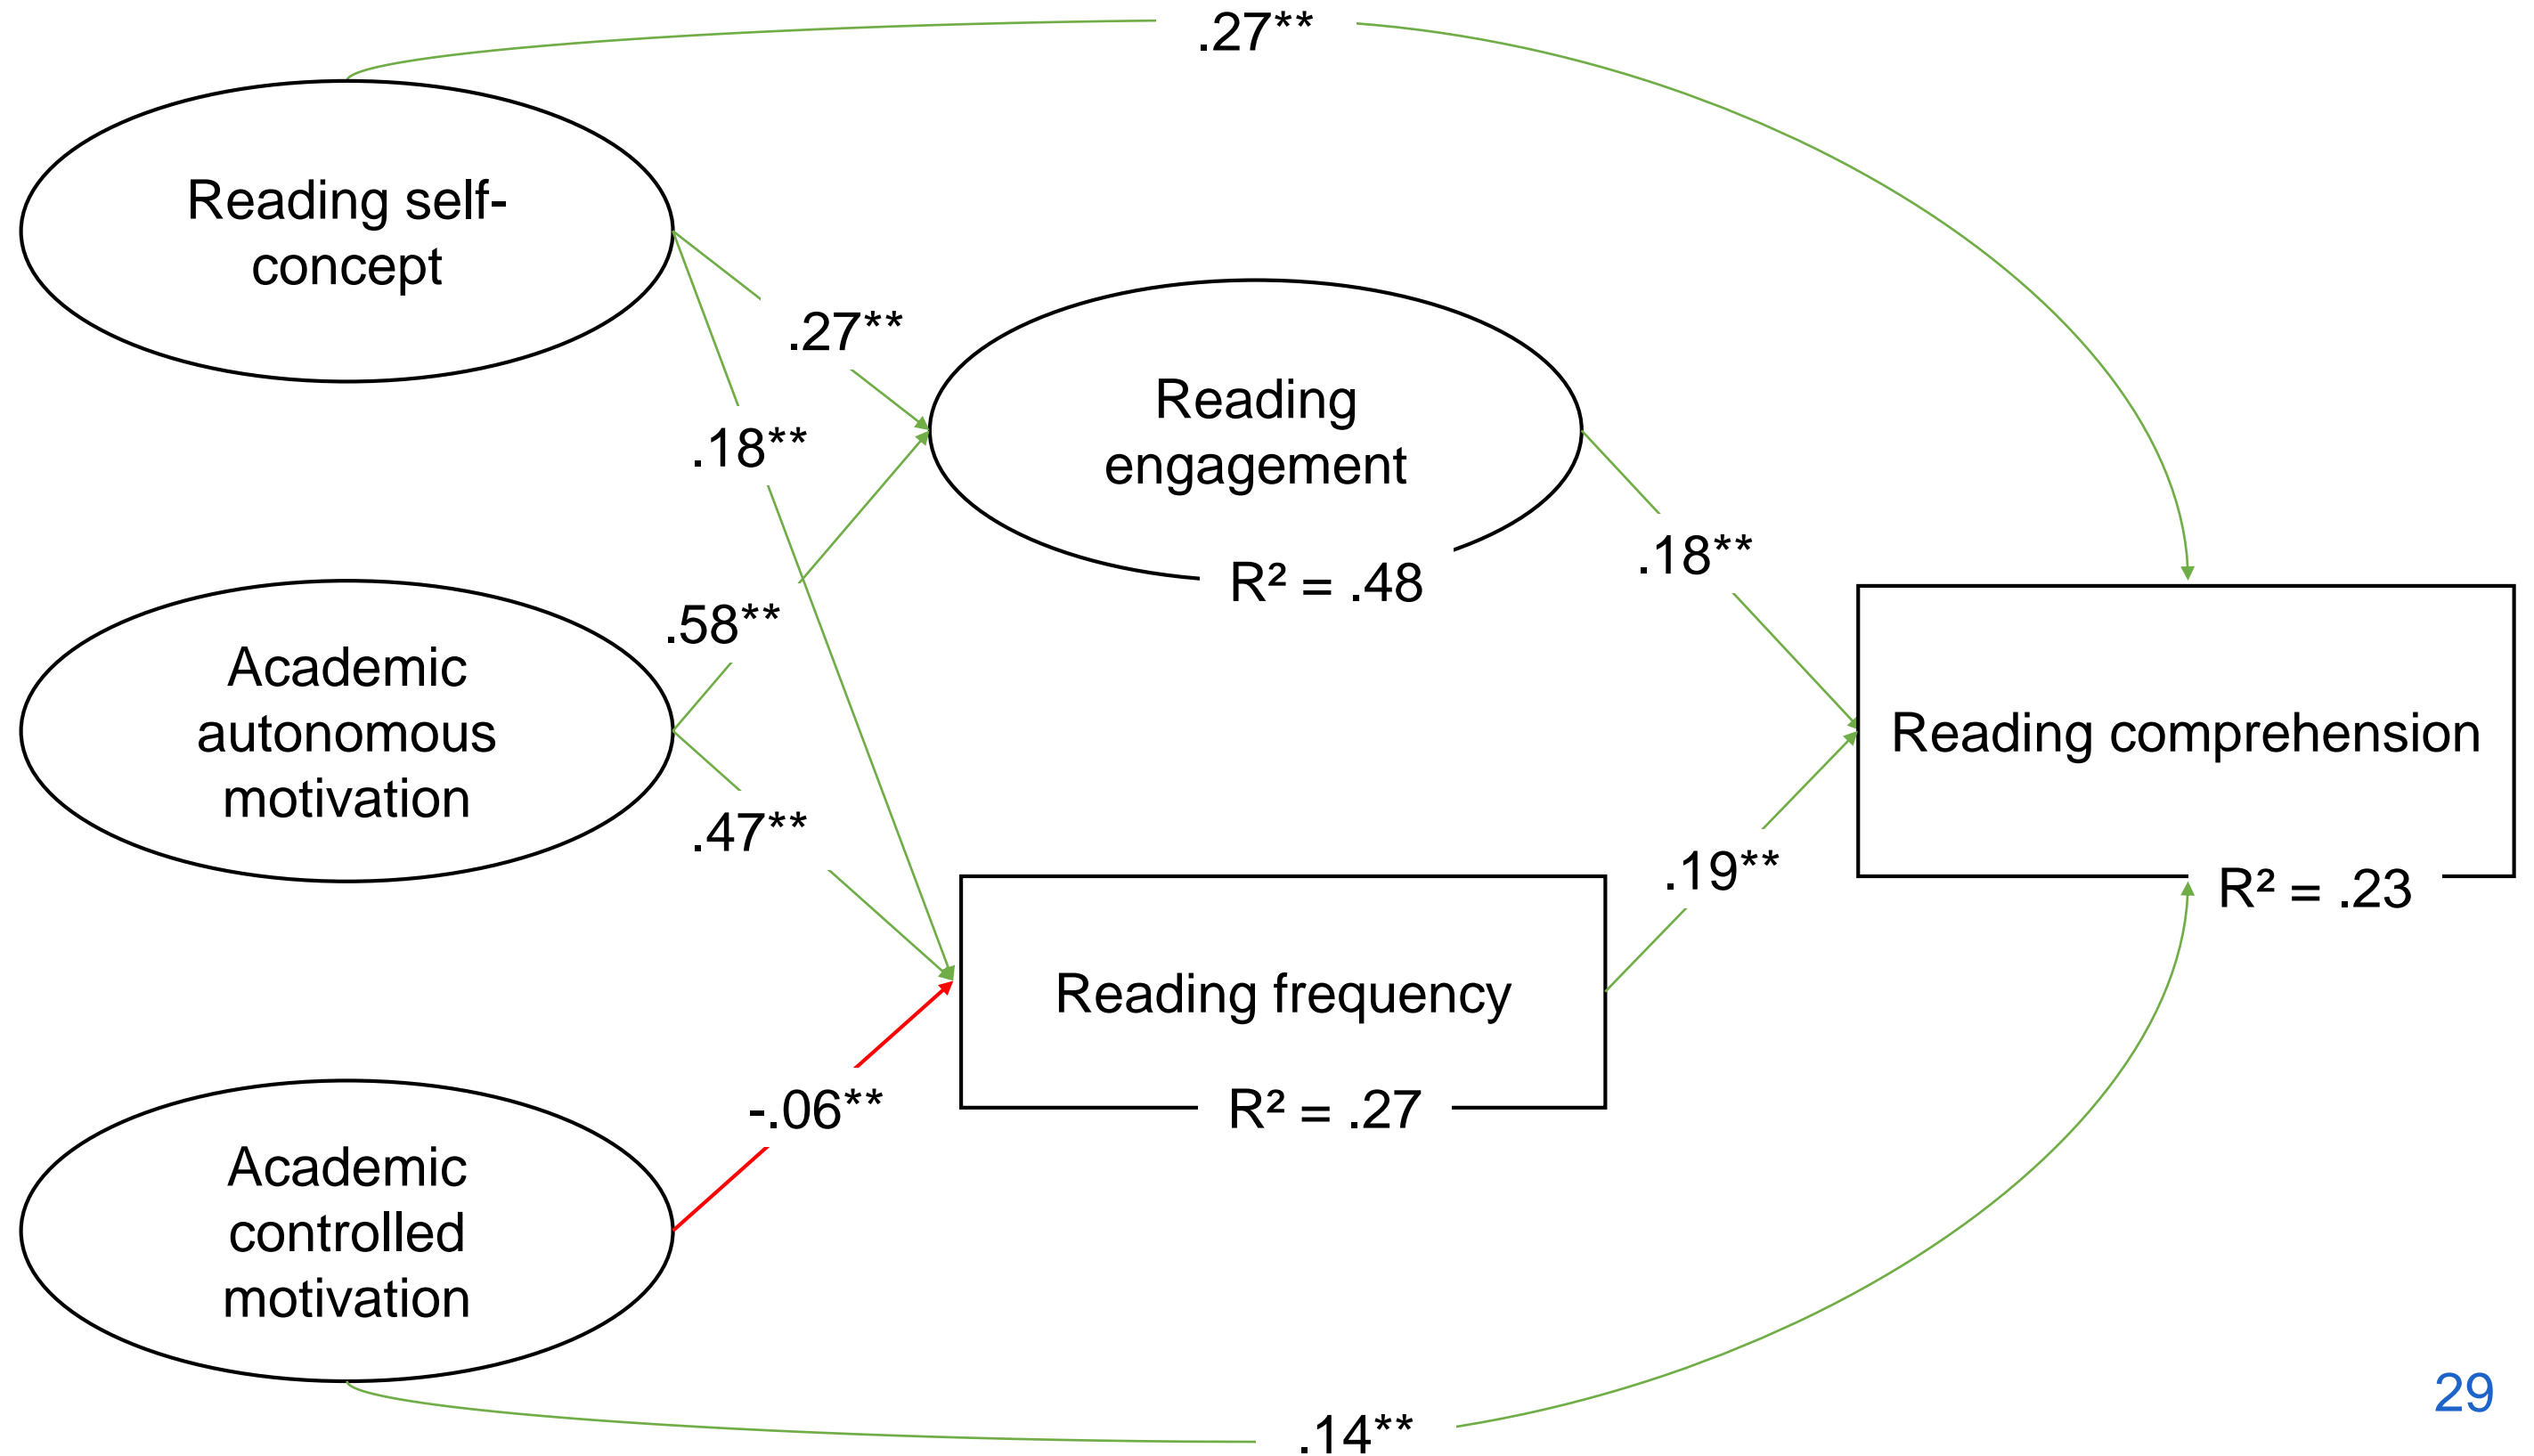 .27**
Reading self-
concept
.27**
.18**
Reading
engagement
R² = .48
.18**
.58**
Academic
autonomous
motivation
Reading comprehension
R² = .23
.47**
.19**
Reading frequency
R² = .27
-.06**
Academic
controlled
motivation
.14**
29